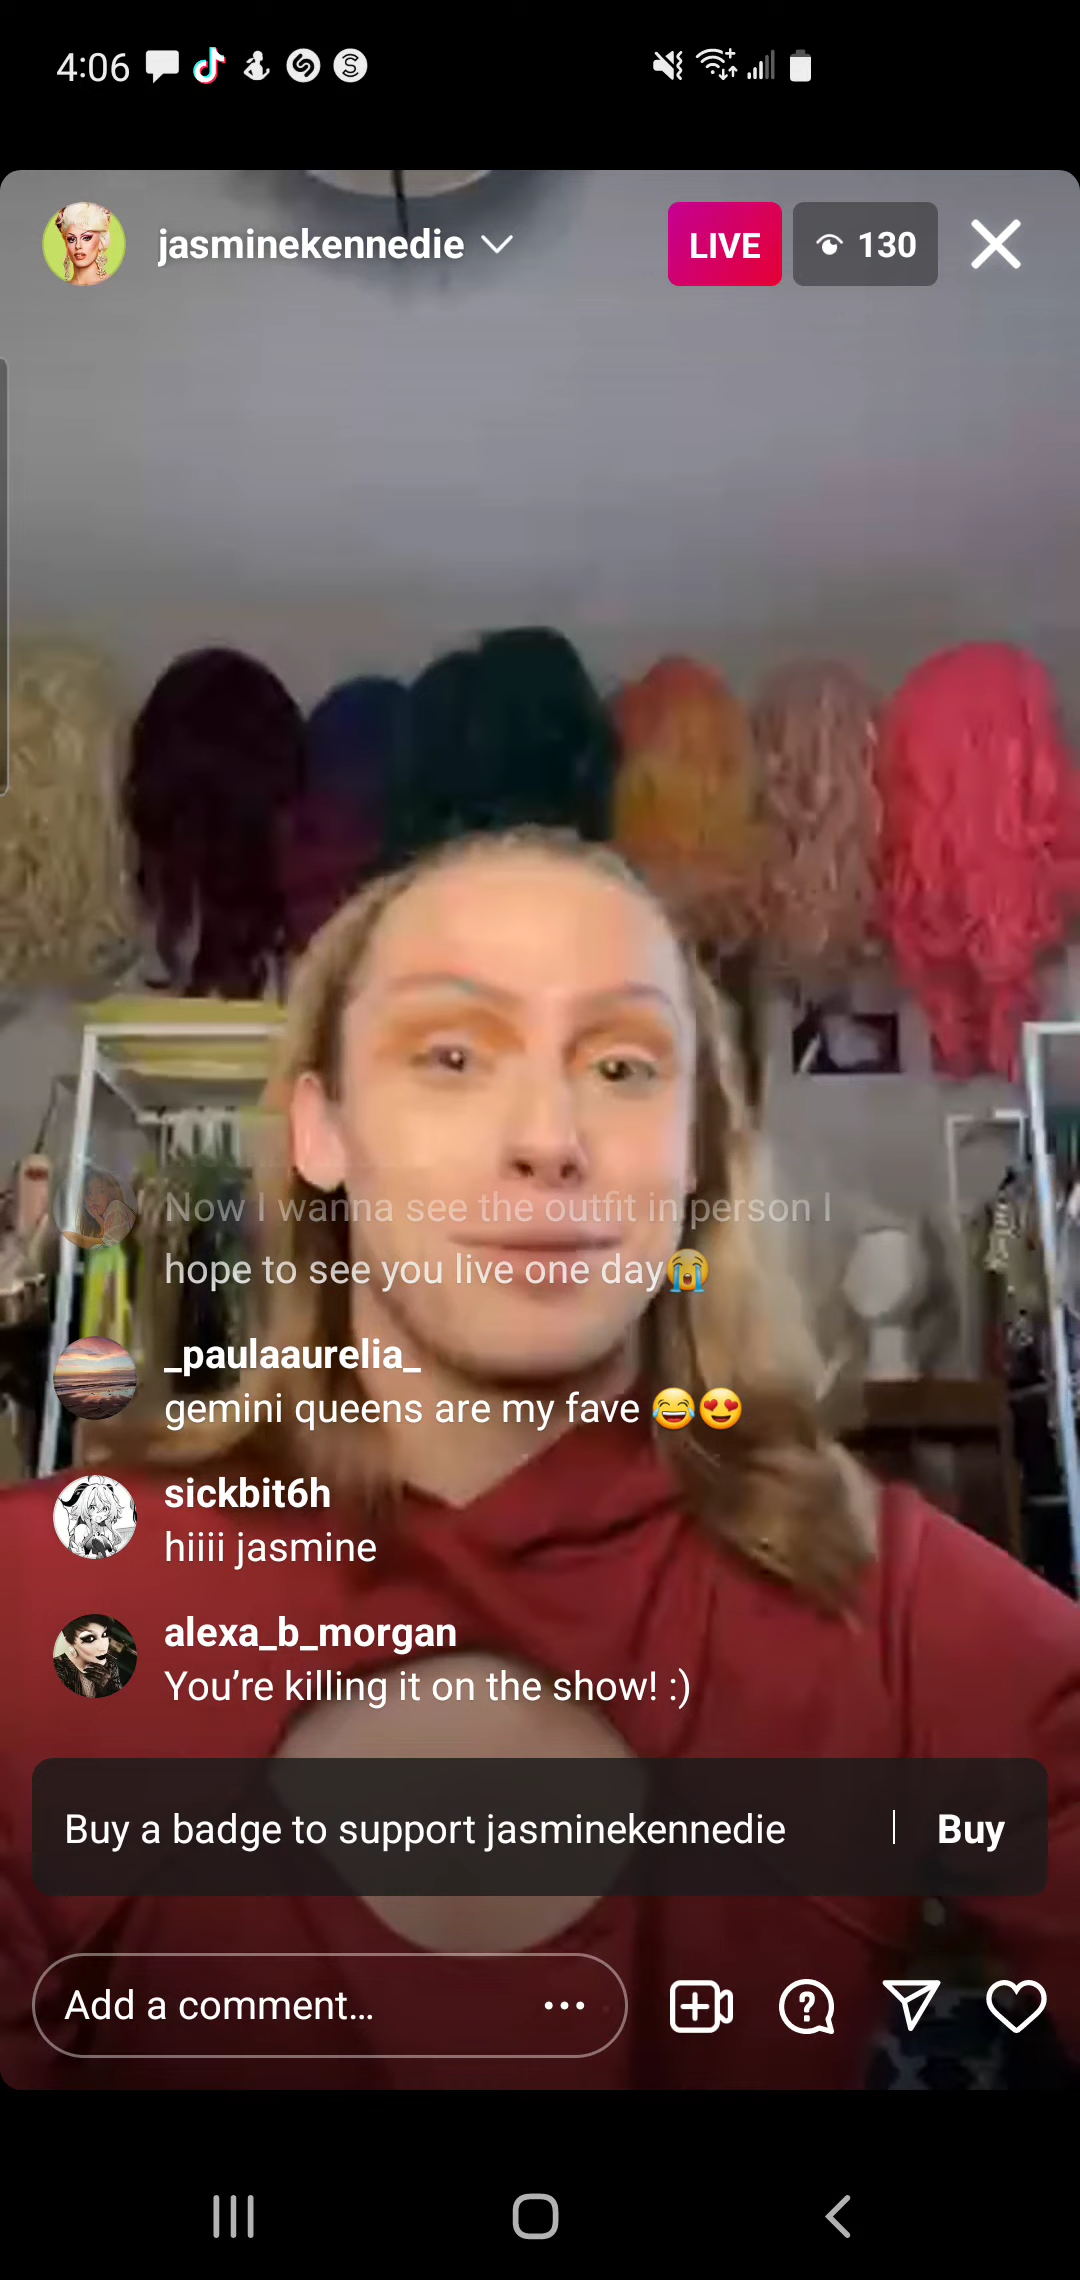 4:06
jasminekennedie
LIVE
130
Now I wanna see the outfit in person I
hope to see you live one day😭
_paulaaurelia_
gemini queens are my fave 😂😍
sickbit6h
hiiii jasmine
alexa_b_morgan
You’re killing it on the show! :)
Buy a badge to support jasminekennedie | Buy
Add a comment...